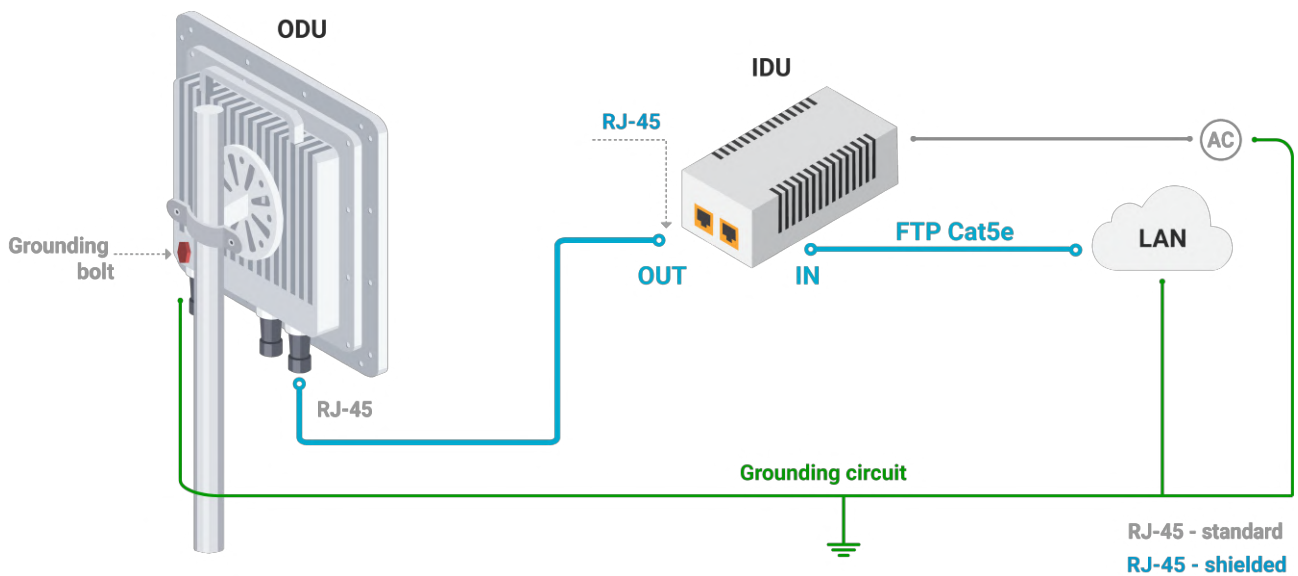 ODU
IDU
RJ-45
AC
FTP Cat5e
LAN
Grounding
bolt
OUT
IN
RJ-45
Grounding circuit
RJ-45 - standard
RJ-45 - shielded